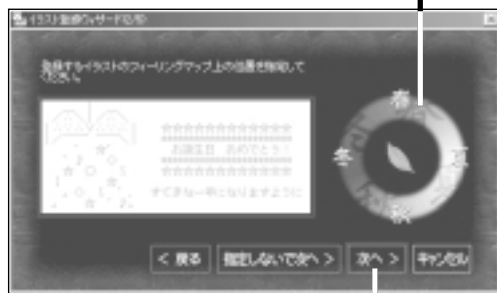 イラスト登録ウィザード(2/5)
登録するイラストのフィーリングマップ上の位置を指定して
ください。
☆☆☆☆☆☆☆☆☆☆☆
お誕生日 おめでとう!
☆☆☆☆☆☆☆☆☆☆☆
すてきな一年になりますように
春
夏
秋
冬
< 戻る
指定しないで次へ >
次へ >
キャンセル